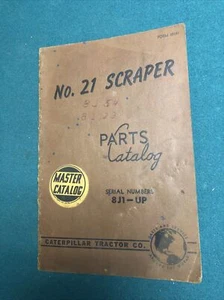 No. 21 SCRAPER
PARTS
Catalog
MASTER
CATALOG
SERIAL NUMBERS
8J1-UP
CATERPILLAR TRACTOR CO.